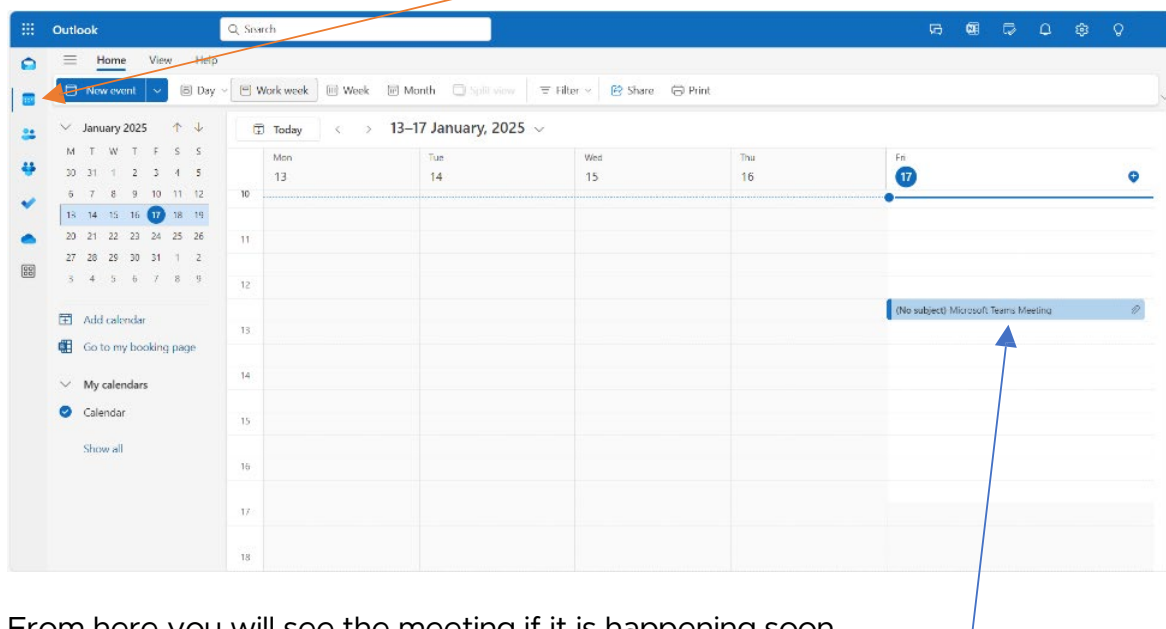 Outlook
Search
Home View Help
New event Day Work week Week Month Split view Filter Share Print
January 2025
Today 13–17 January, 2025
M T W T F S S
30 31 1 2 3 4 5
6 7 8 9 10 11 12
13 14 15 16 17 18 19
20 21 22 23 24 25 26
27 28 29 30 31 1 2
3 4 5 6 7 8 9
Add calendar
Go to my booking page
My calendars
Calendar
Show all
Mon Tue Wed Thu Fri
13 14 15 16 17
10
11
12
(No subject) Microsoft Teams Meeting
13
14
15
16
17
18
From here you will see the meeting if it is happening soon